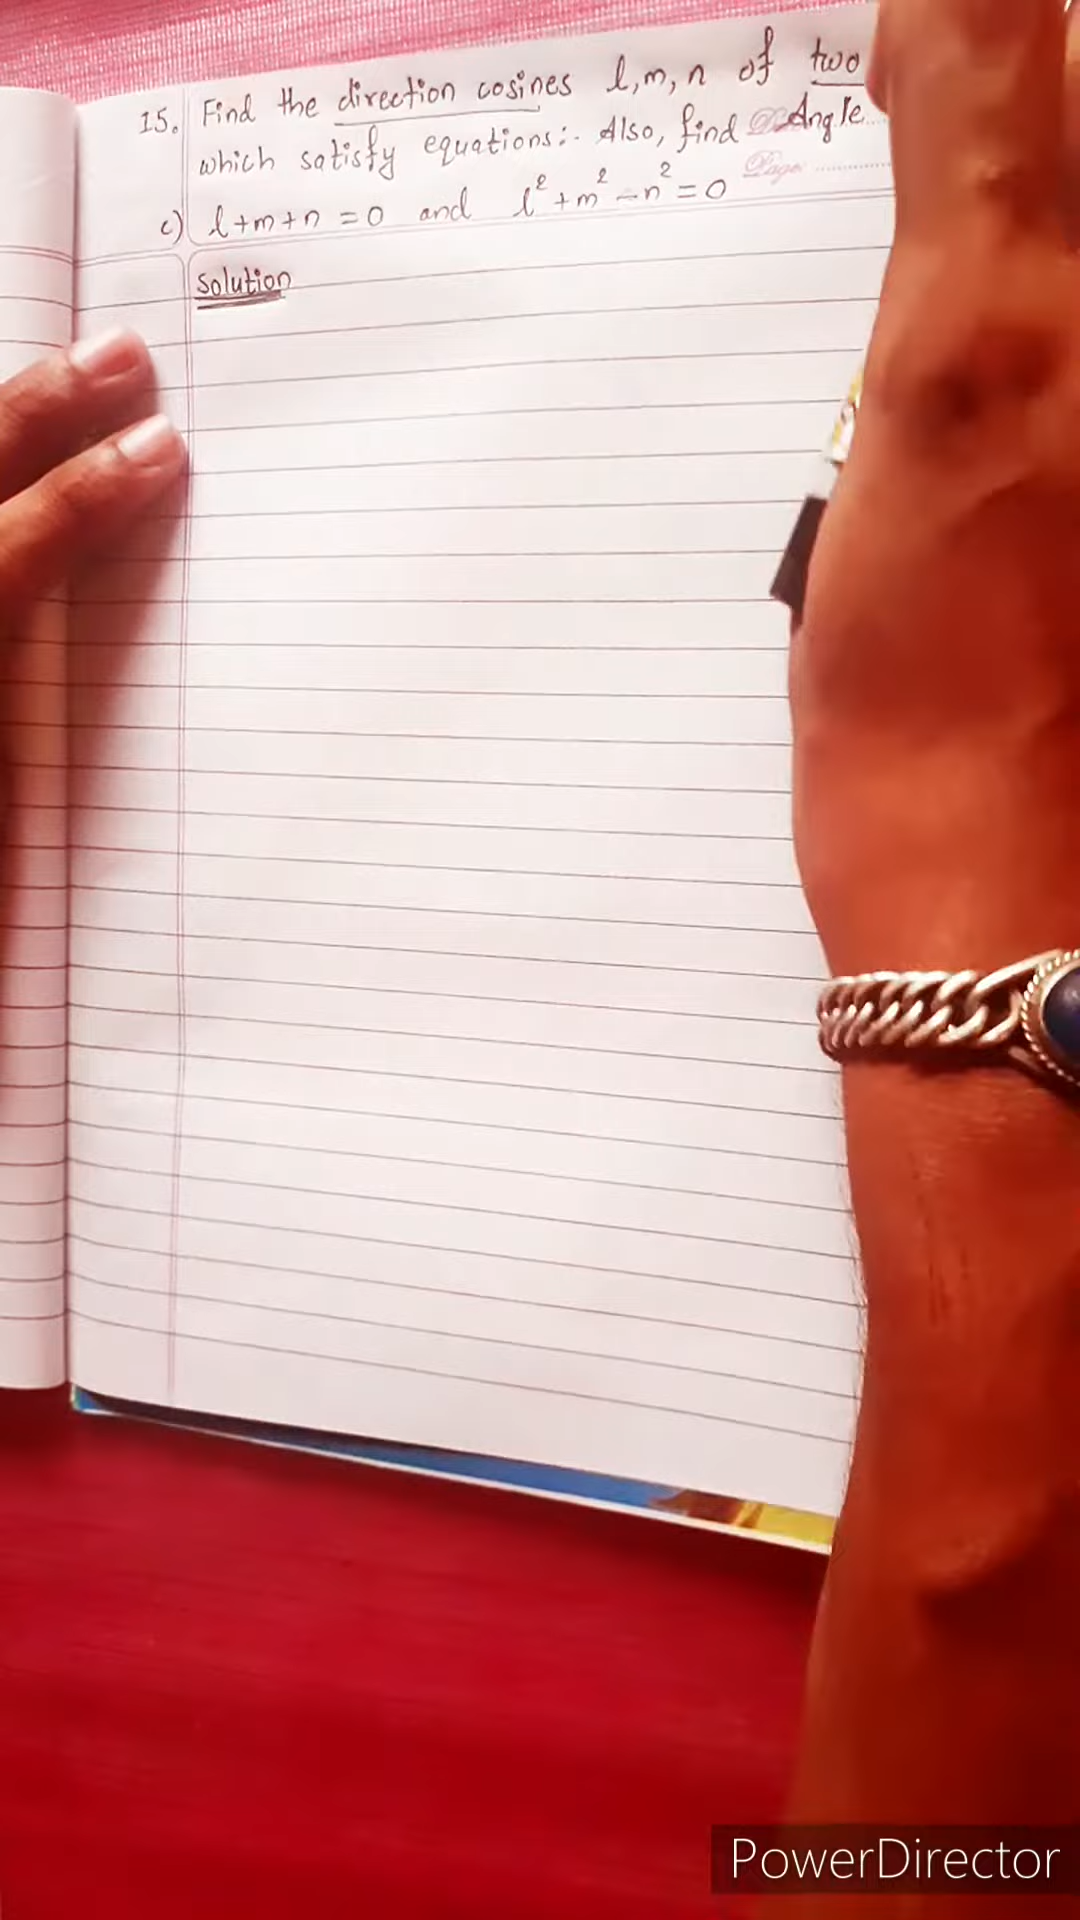 15. Find the direction cosines l, m, n of two
which satisfy equations:- Also, find Angle
Page
c) l + m + n = 0 and l² + m² - n² = 0
Solution
PowerDirector